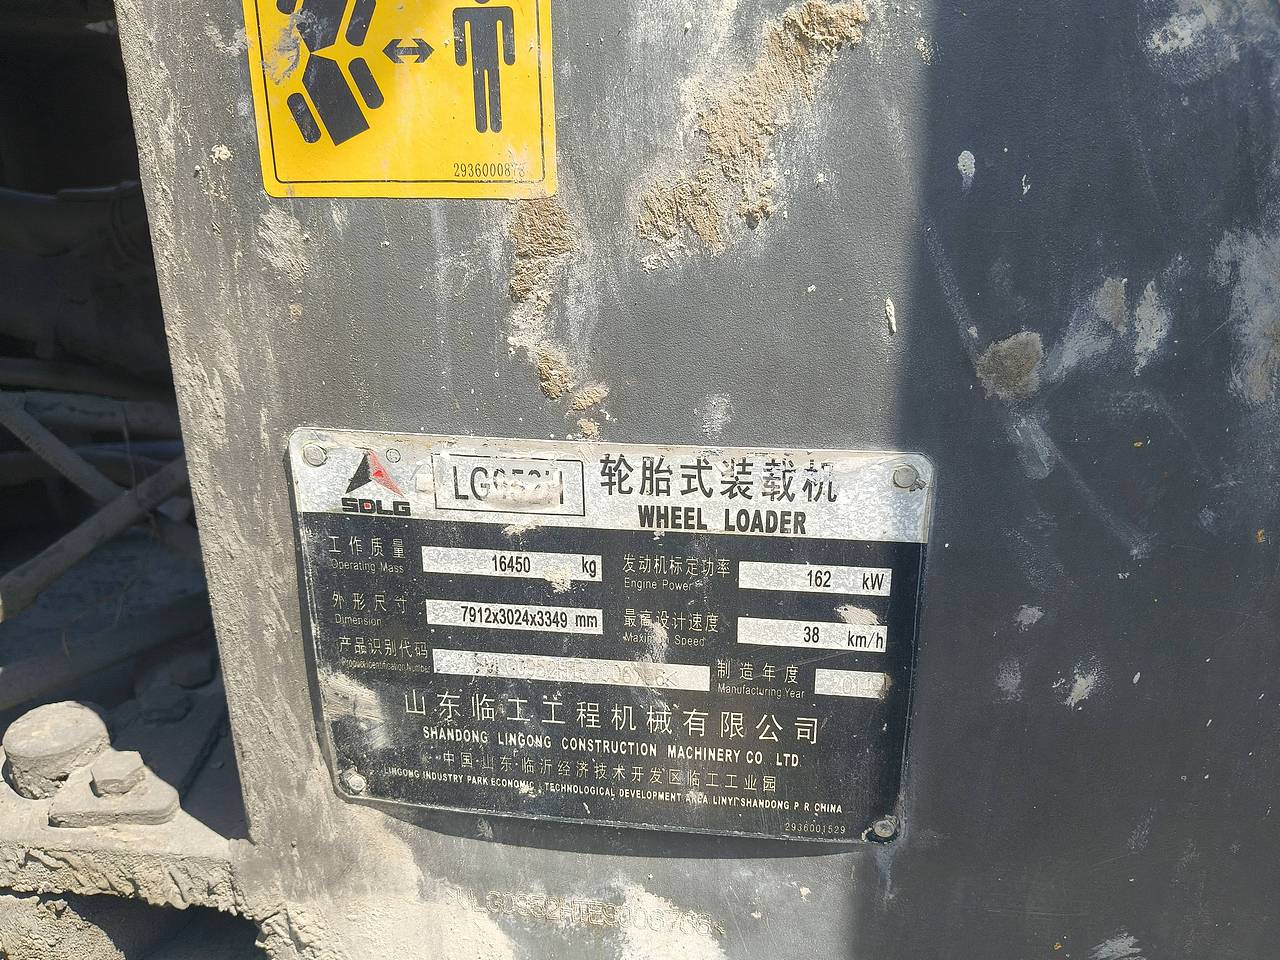 2936000878
SDLG
LG952H
轮胎式装载机
WHEEL LOADER
工作质量
Operating Mass
16450 kg
发动机标定功率
Engine Power
162 kW
外形尺寸
Dimension
7912x3024x3349 mm
最高设计速度
Maximum Speed
38 km/h
产品识别代码
Product Identification Number
制造年度
Manufacturing Year
山东临工工程机械有限公司
SHANDONG LINGONG CONSTRUCTION MACHINERY CO LTD.
中国·山东·临沂经济技术开发区临工工业园
LINGONG INDUSTRY PARK ECONOMIC TECHNOLOGICAL DEVELOPMENT AREA LINYI SHANDONG P R CHINA
2936001529